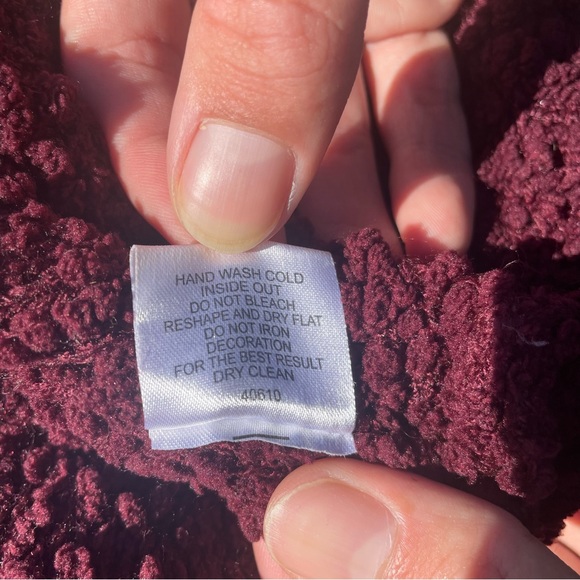 HAND WASH COLD
INSIDE OUT
DO NOT BLEACH
RESHAPE AND DRY FLAT
DO NOT IRON
DECORATION
FOR THE BEST RESULT
DRY CLEAN
40610